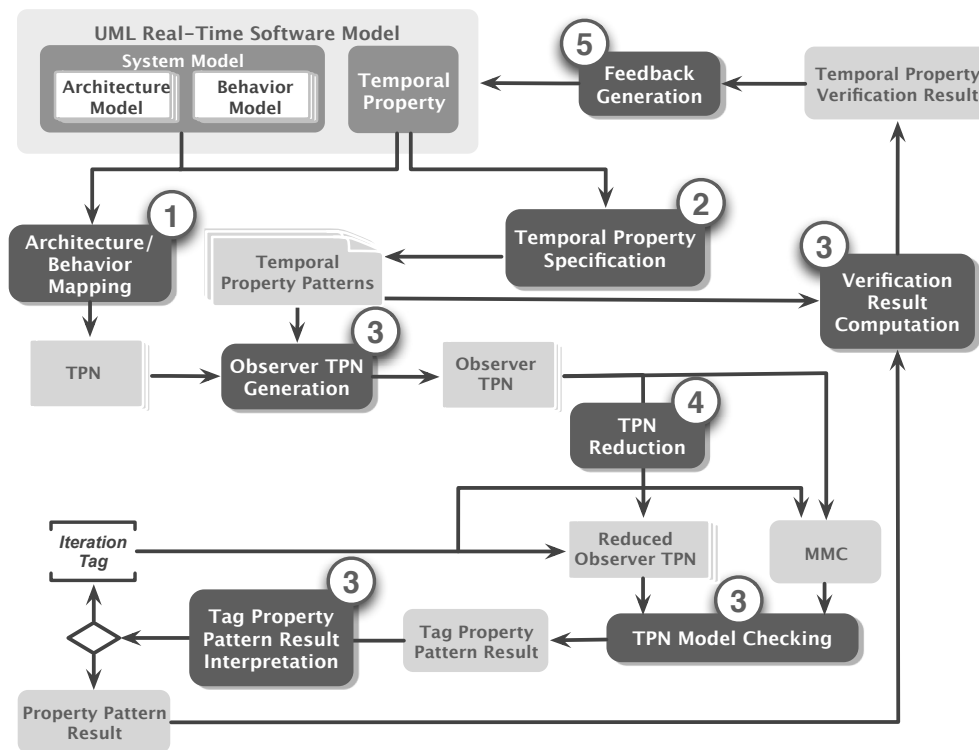 UML Real-Time Software Model
System Model
Architecture
Model
Behavior
Model
Temporal
Property
5
Feedback
Generation
Temporal Property
Verification Result
1
Architecture/
Behavior
Mapping
2
Temporal Property
Specification
Temporal
Property Patterns
3
Verification
Result
Computation
TPN
3
Observer TPN
Generation
Observer
TPN
4
TPN
Reduction
Iteration
Tag
Reduced
Observer TPN
MMC
3
Tag Property
Pattern Result
Interpretation
Tag Property
Pattern Result
3
TPN Model Checking
Property Pattern
Result